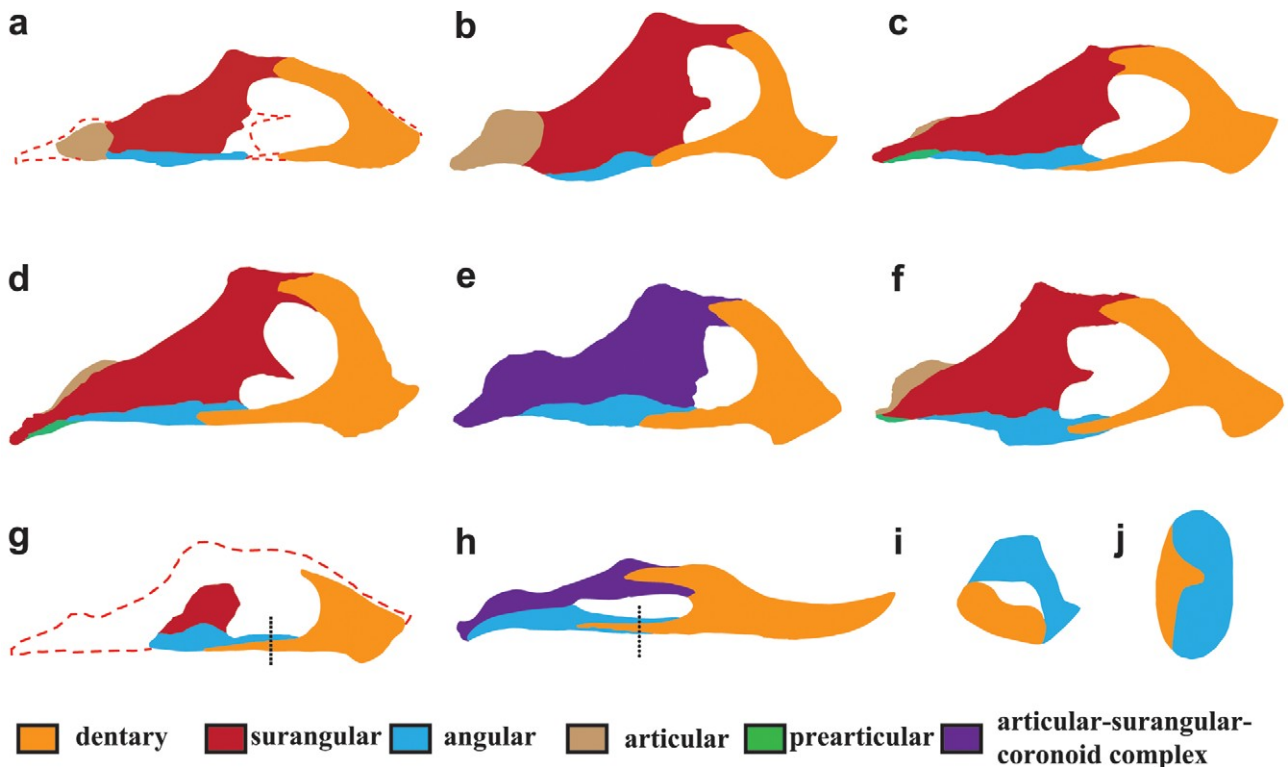 a
b
c
d
e
f
g
h
i
j
dentary
surangular
angular
articular
prearticular
articular-surangular-
coronoid complex